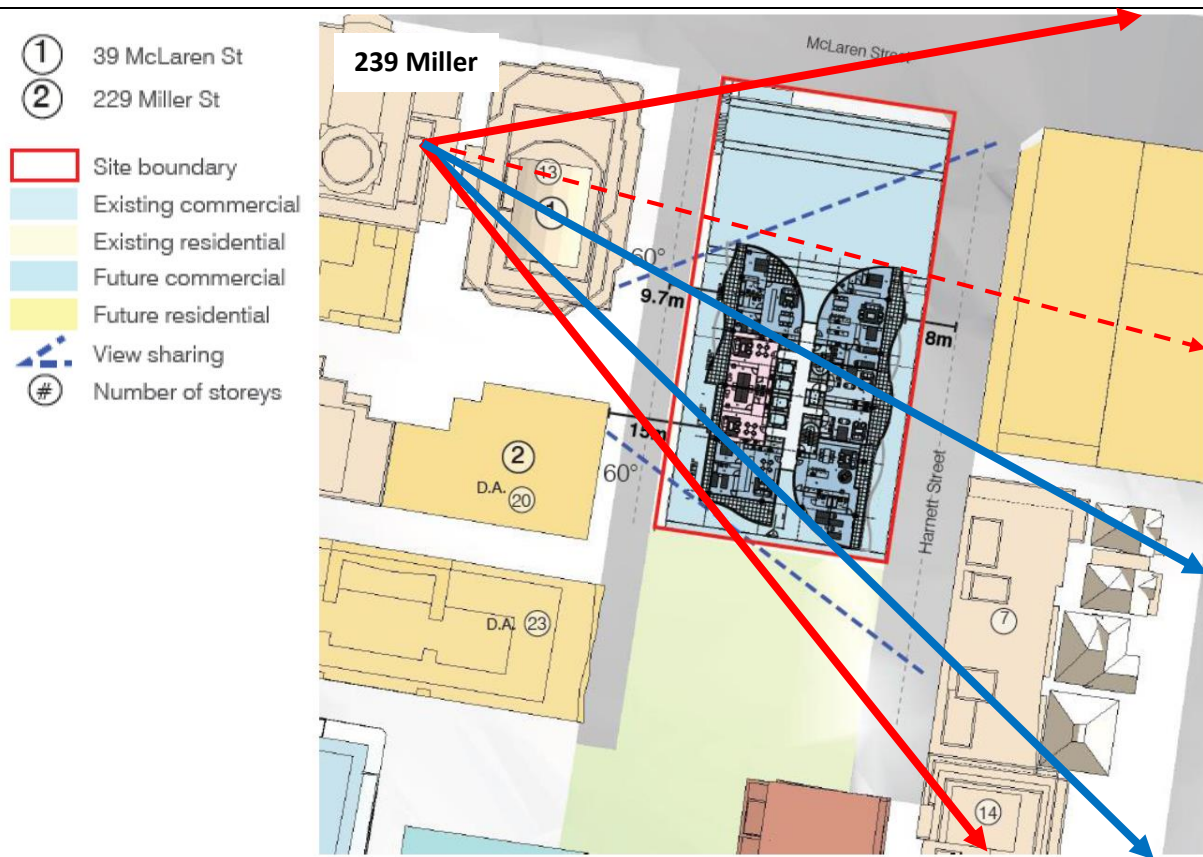 1 39 McLaren St
2 229 Miller St
Site boundary
Existing commercial
Existing residential
Future commercial
Future residential
View sharing
# Number of storeys
239 Miller
McLaren Street
13
1
60°
9.7m
8m
15m
2
60°
D.A. 20
Harnett Street
D.A. 23
7
14